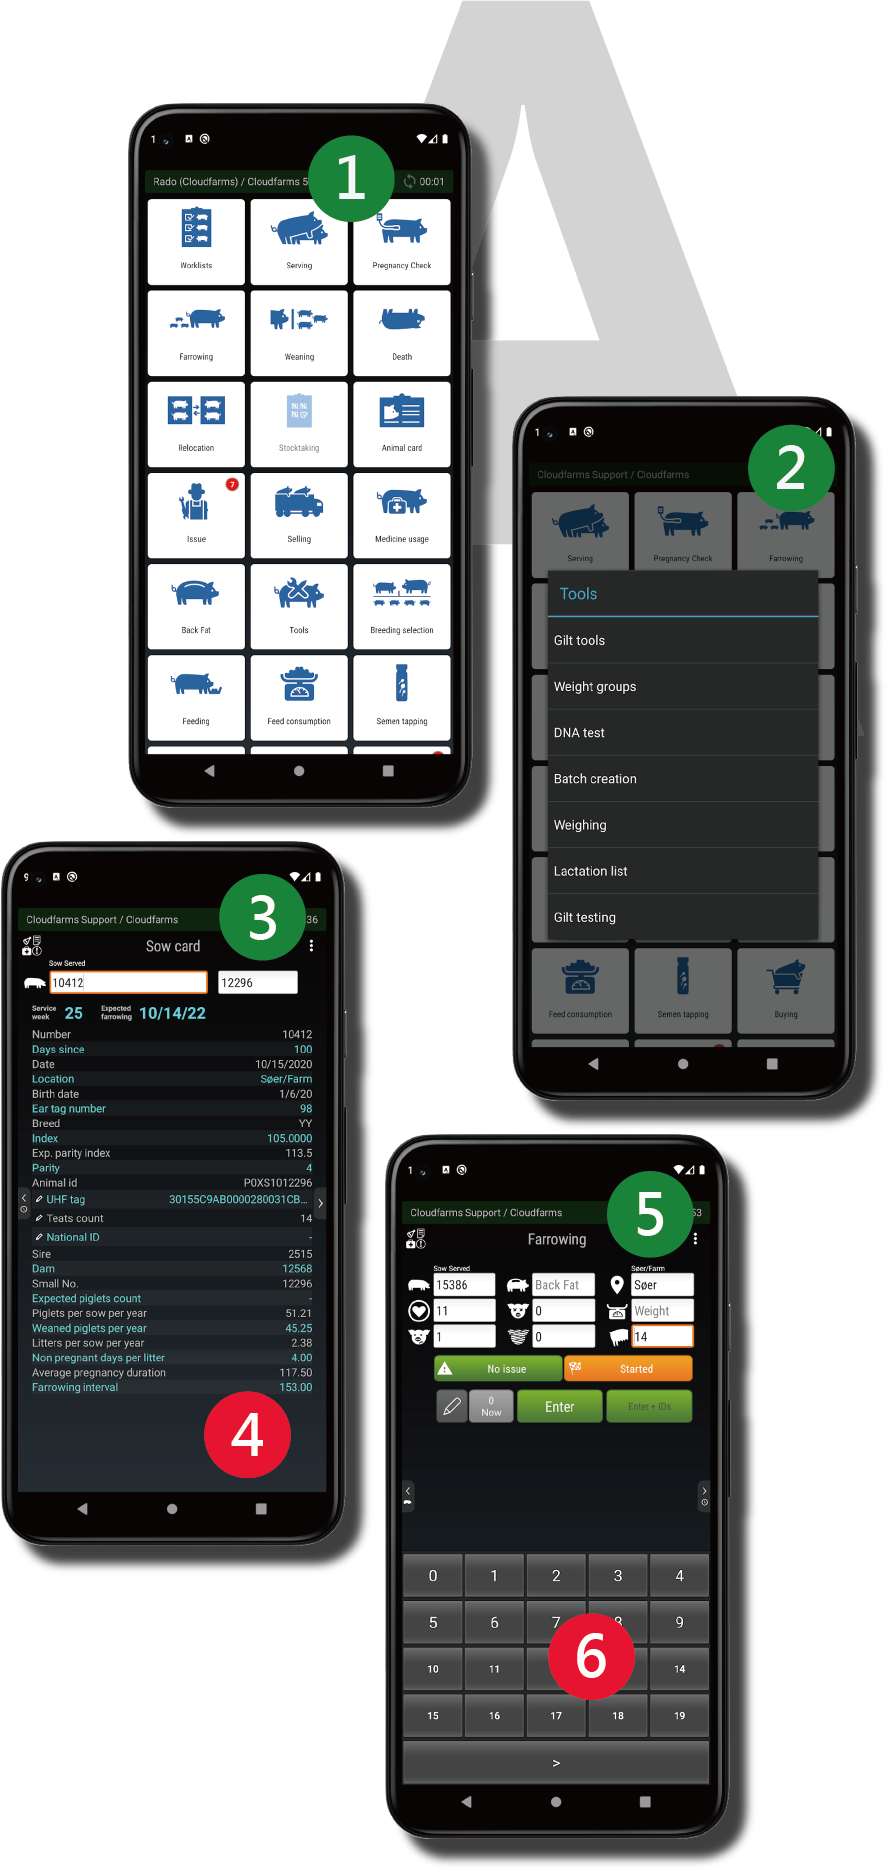 A
1
Rado (Cloudfarms) / Cloudfarms 5
1
00:01
Worklists
Serving
Pregnancy Check
Farrowing
Weaning
Death
Relocation
Stocktaking
Animal card
7
Issue
Selling
Medicine usage
Back Fat
Tools
Breeding selection
Feeding
Feed consumption
Semen tapping
1
Cloudfarms Support / Cloudfarms
2
Serving
Pregnancy Check
Farrowing
Tools
Gilt tools
Weight groups
DNA test
Batch creation
Weighing
Lactation list
Gilt testing
Feed consumption
Semen tapping
Buying
9
Cloudfarms Support / Cloudfarms
3
36
Sow card
Sow Served
10412
12296
Service week 25 Expected farrowing 10/14/22
Number 10412
Days since 100
Date 10/15/2020
Location Søer/Farm
Birth date 1/6/20
Ear tag number 98
Breed YY
Index 105.0000
Exp. parity index 113.5
Parity 4
Animal id P0XS1012296
UHF tag 30155C9AB0000280031CB...
Teats count 14
National ID -
Sire 2515
Dam 12568
Small No. 12296
Expected piglets count -
Piglets per sow per year 51.21
Weaned piglets per year 45.25
Litters per sow per year 2.38
Non pregnant days per litter 4.00
Average pregnancy duration 117.50
Farrowing interval 153.00
4
1
Cloudfarms Support / Cloudfarms
5
53
Farrowing
Sow Served
Søer/Farm
15386 Back Fat Søer
11 0 Weight
1 0 14
No issue
Started
0
Now
Enter
Enter + IDs
0 1 2 3 4
5 6 7 8 9
10 11 14
6
15 16 17 18 19
>